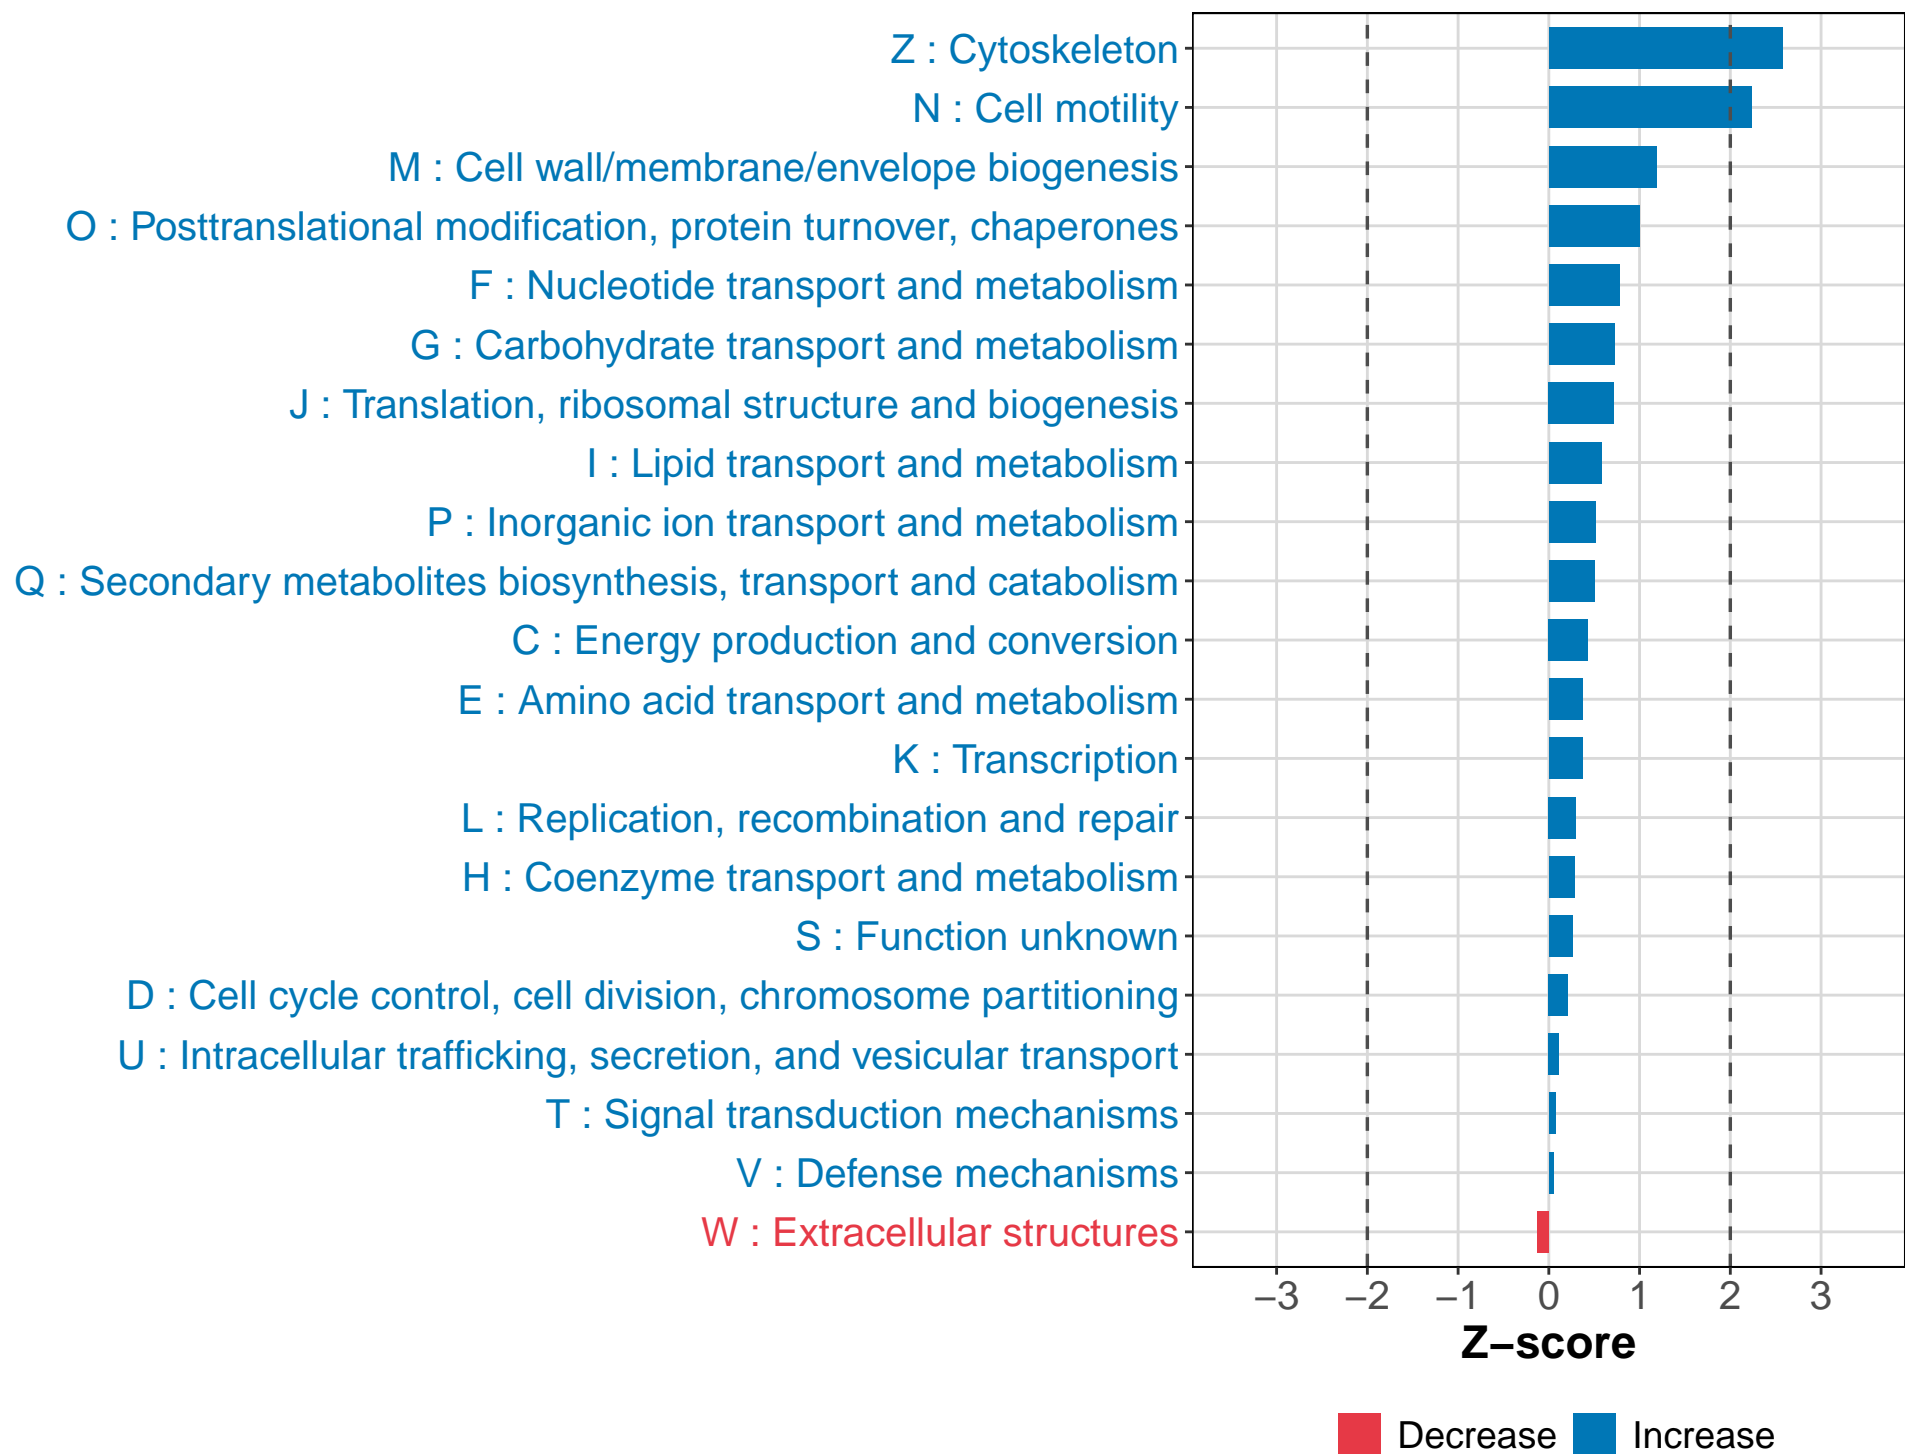 Z : Cytoskeleton
N : Cell motility
M : Cell wall/membrane/envelope biogenesis
O : Posttranslational modification, protein turnover, chaperones
F : Nucleotide transport and metabolism
G : Carbohydrate transport and metabolism
J : Translation, ribosomal structure and biogenesis
I : Lipid transport and metabolism
P : Inorganic ion transport and metabolism
Q : Secondary metabolites biosynthesis, transport and catabolism
C : Energy production and conversion
E : Amino acid transport and metabolism
K : Transcription
L : Replication, recombination and repair
H : Coenzyme transport and metabolism
S : Function unknown
D : Cell cycle control, cell division, chromosome partitioning
U : Intracellular trafficking, secretion, and vesicular transport
T : Signal transduction mechanisms
V : Defense mechanisms
W : Extracellular structures
−3 −2 −1 0 1 2 3
Z−score
Decrease Increase